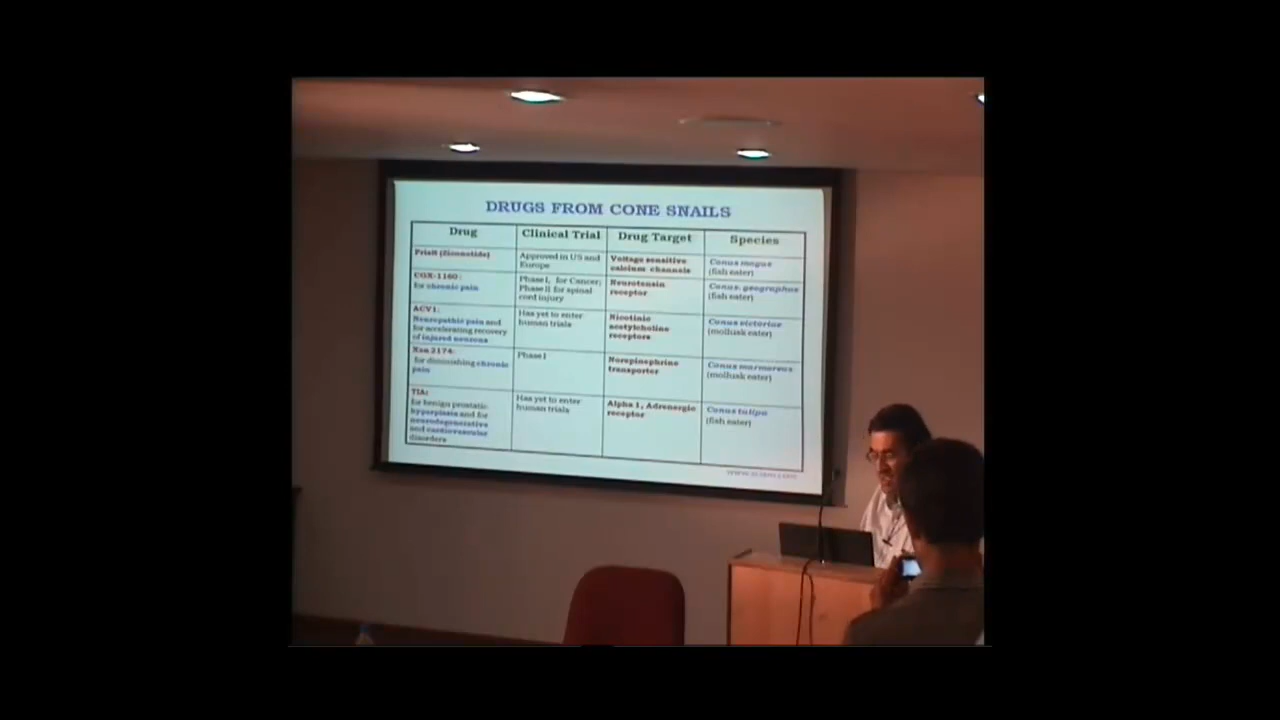 DRUGS FROM CONE SNAILS
Drug
Clinical Trial
Drug Target
Species
Prialt (ziconotide)
Approved in US and
Europe
Voltage sensitive
calcium channels
Conus magus
(fish eater)
CGX-1160:
for chronic pain
Phase I, for Cancer;
Phase II for spinal
cord injury
Neurotensin
receptor
Conus. geographus
(fish eater)
ACV1:
Neuropathic pain and
for accelerating recovery
of injured neurons
Has yet to enter
human trials
Nicotinic
acetylcholine
receptors
Conus victoriae
(mollusk eater)
Xen 2174:
for diminishing chronic
pain
Phase I
Norepinephrine
transporter
Conus marmoreus
(mollusk eater)
TIA:
for benign prostatic
hyperplasia and for
neurodegenerative
and cardiovascular
disorders
Has yet to enter
human trials
Alpha 1, Adrenergic
receptor
Conus tulipa
(fish eater)